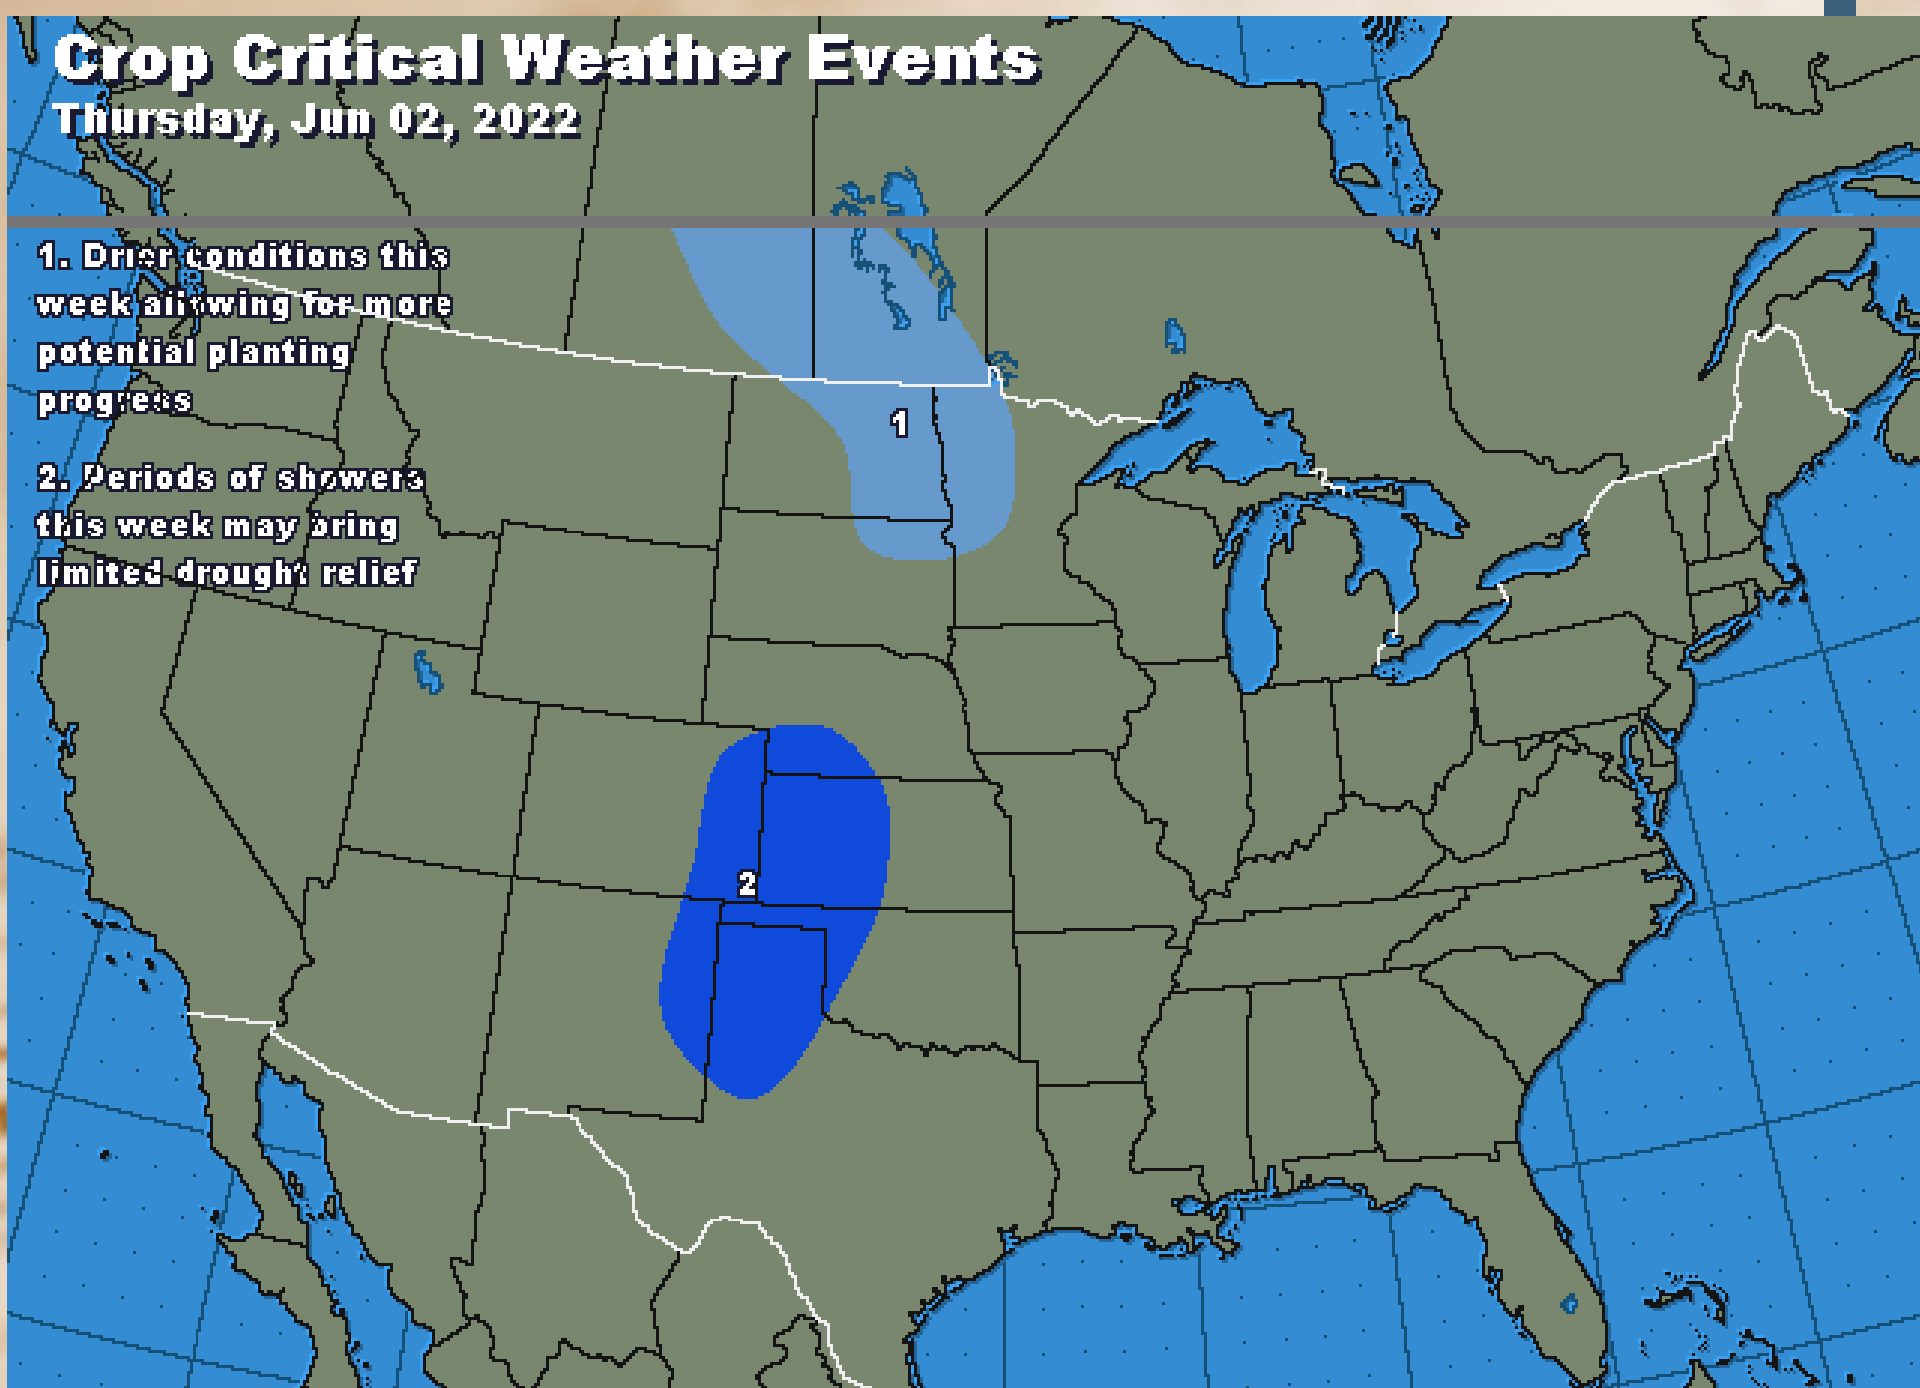 Crop Critical Weather Events
Thursday, Jun 02, 2022
1. Drier conditions this
week allowing for more
potential planting
progress
2. Periods of showers
this week may bring
limited drought relief
1
2